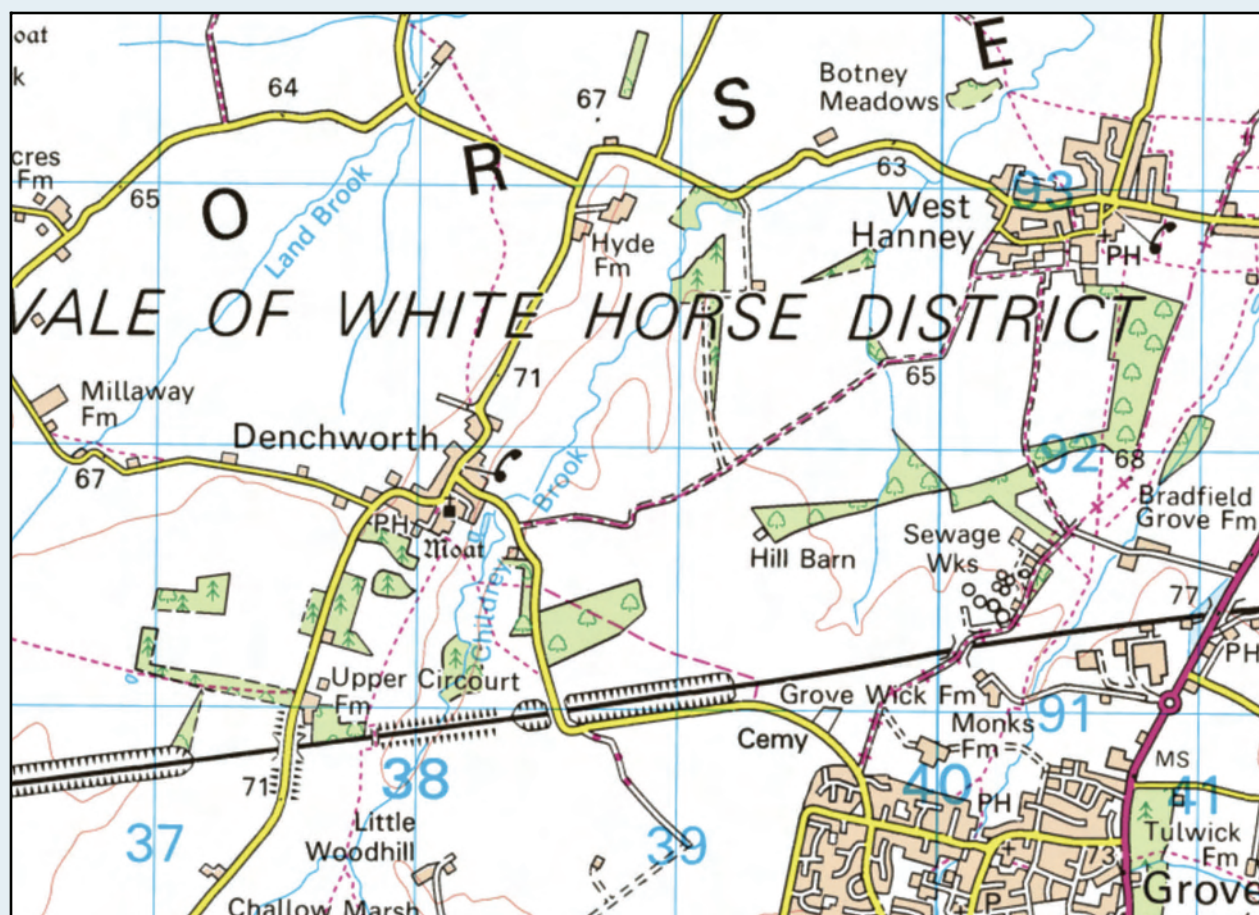 oat
k
64
67
S
E
Botney
Meadows
63
cres
Fm
65
O
R
Land Brook
Hyde
Fm
93
West
Hanney
PH
VALE OF WHITE HORSE DISTRICT
71
65
Millaway
Fm
67
Denchworth
Brook
92
68
PH
Moat
Childrey
Hill Barn
Sewage
Wks
Bradfield
Grove Fm
77
PH
Upper Circourt
Fm
Grove Wick Fm
Monks
Fm
91
Cemy
MS
71
38
40
41
PH
37
Little
Woodhill
39
Tulwick
Fm
Challow Marsh
P
Grove